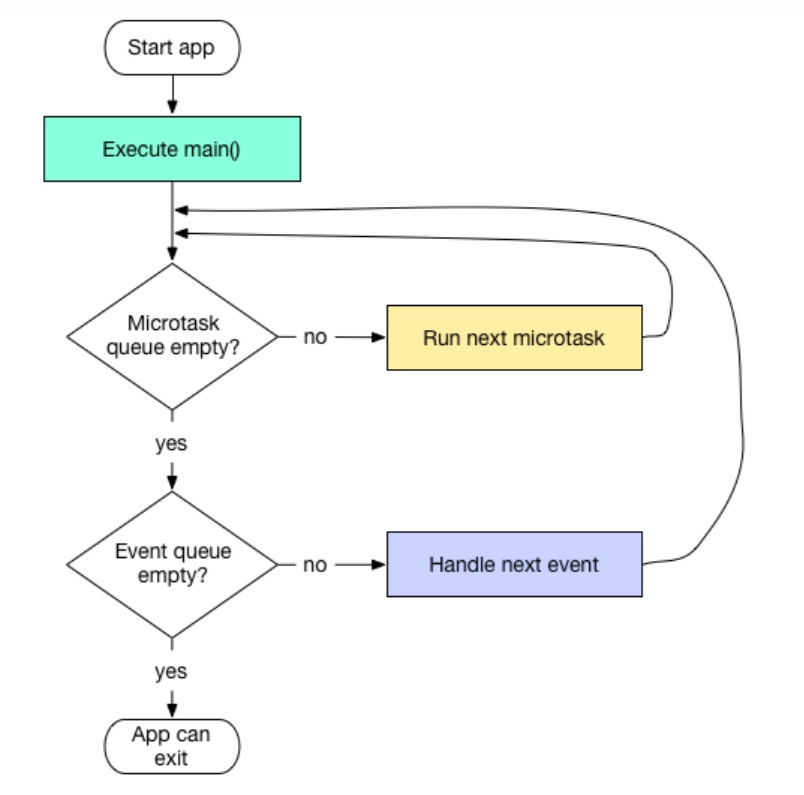 Start app
Execute main()
Microtask
queue empty?
no
Run next microtask
yes
Event queue
empty?
no
Handle next event
yes
App can
exit